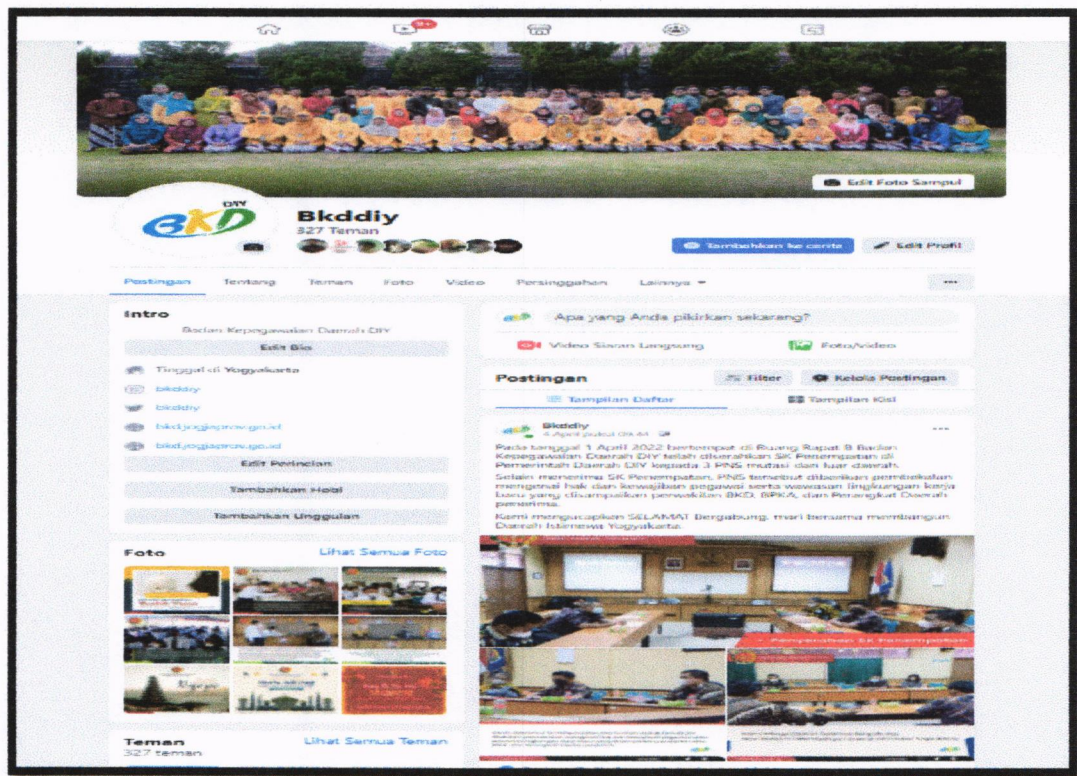 9+
Edit Foto Sampul
BKD DIY
Bkddiy
327 Teman
Tambahkan ke cerita
Edit Profil
Postingan
Tentang
Teman
Foto
Video
Persinggahan
Lainnya
Intro
Badan Kepegawaian Daerah DIY
Edit Bio
Tinggal di Yogyakarta
bkddiy
bkddiy
bkd.jogjaprov.go.id
bkd.jogjaprov.go.id
Edit Perincian
Tambahkan Hobi
Tambahkan Unggulan
Foto
Lihat Semua Foto
Teman
Lihat Semua Teman
327 teman
Apa yang Anda pikirkan sekarang?
Video Siaran Langsung
Foto/video
Postingan
Filter
Kelola Postingan
Tampilan Daftar
Tampilan Kisi
Bkddiy
4 April pukul 09.44
Pada tanggal 1 April 2022 bertempat di Ruang Rapat B Badan
Kepegawaian Daerah DIY telah diserahkan SK Penempatan di
Pemerintah Daerah DIY kepada 3 PNS mutasi dari luar daerah.
Selain menerima SK Penempatan, PNS tersebut diberikan pembekalan
mengenai hak dan kewajiban pegawai serta wawasan lingkungan kerja
baru yang disampaikan perwakilan BKD, BPKA, dan Perangkat Daerah
penerima.
Kami mengucapkan SELAMAT Bergabung, mari bersama membangun
Daerah Istimewa Yogyakarta.
Penyerahan SK Penempatan